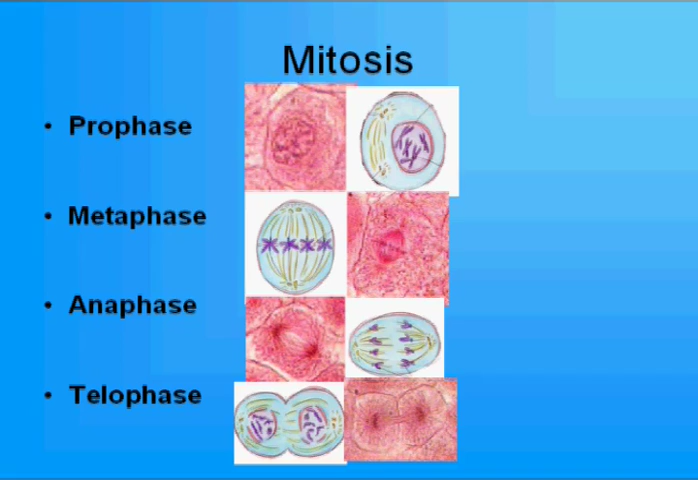 Mitosis
• Prophase
• Metaphase
• Anaphase
• Telophase